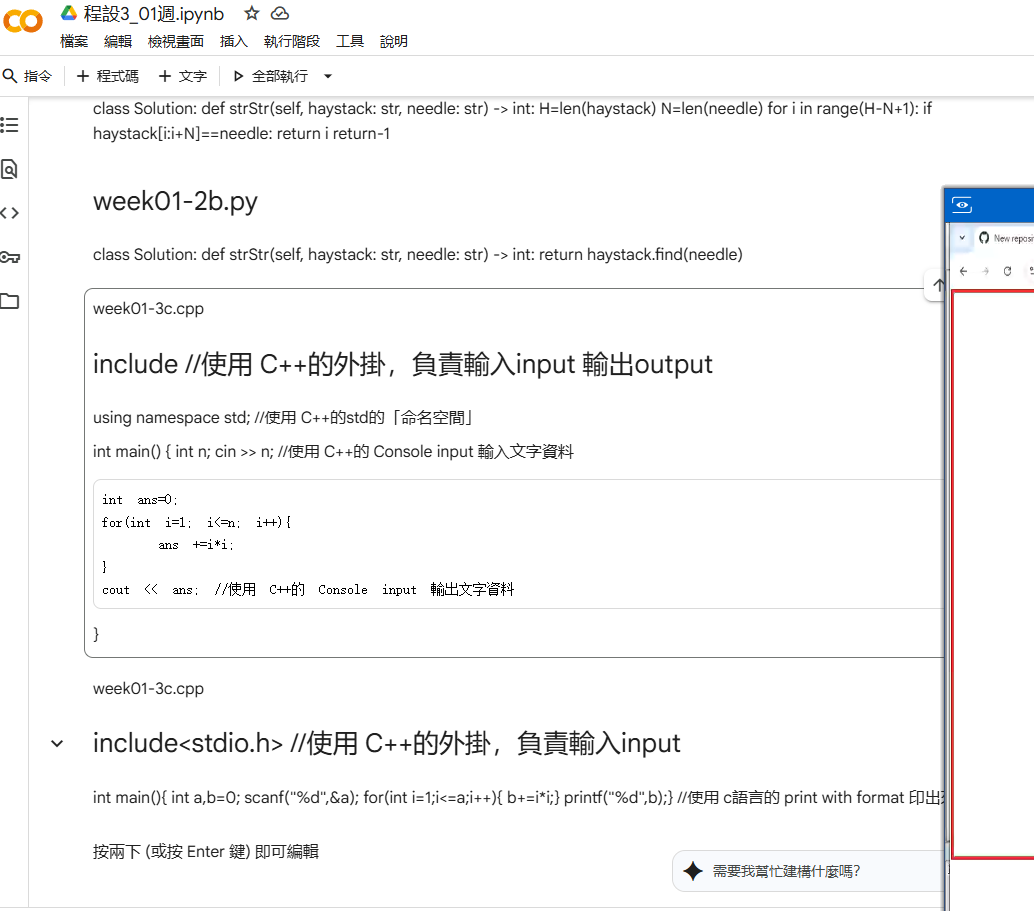 程設3_01週.ipynb
檔案 編輯 檢視畫面 插入 執行階段 工具 說明
指令 + 程式碼 + 文字 全部執行
class Solution: def strStr(self, haystack: str, needle: str) -> int: H=len(haystack) N=len(needle) for i in range(H-N+1): if
haystack[i:i+N]==needle: return i return-1
week01-2b.py
class Solution: def strStr(self, haystack: str, needle: str) -> int: return haystack.find(needle)
New reposi
week01-3c.cpp
include //使用 C++的外掛，負責輸入input 輸出output
using namespace std; //使用 C++的std的「命名空間」
int main() { int n; cin >> n; //使用 C++的 Console input 輸入文字資料
int ans=0;
for(int i=1; i<=n; i++){
ans +=i*i;
}
cout << ans; //使用 C++的 Console input 輸出文字資料
}
week01-3c.cpp
include<stdio.h> //使用 C++的外掛，負責輸入input
int main(){ int a,b=0; scanf("%d",&a); for(int i=1;i<=a;i++){ b+=i*i;} printf("%d",b);} //使用 c語言的 print with format 印出
按兩下 (或按 Enter 鍵) 即可編輯
需要我幫忙建構什麼嗎?